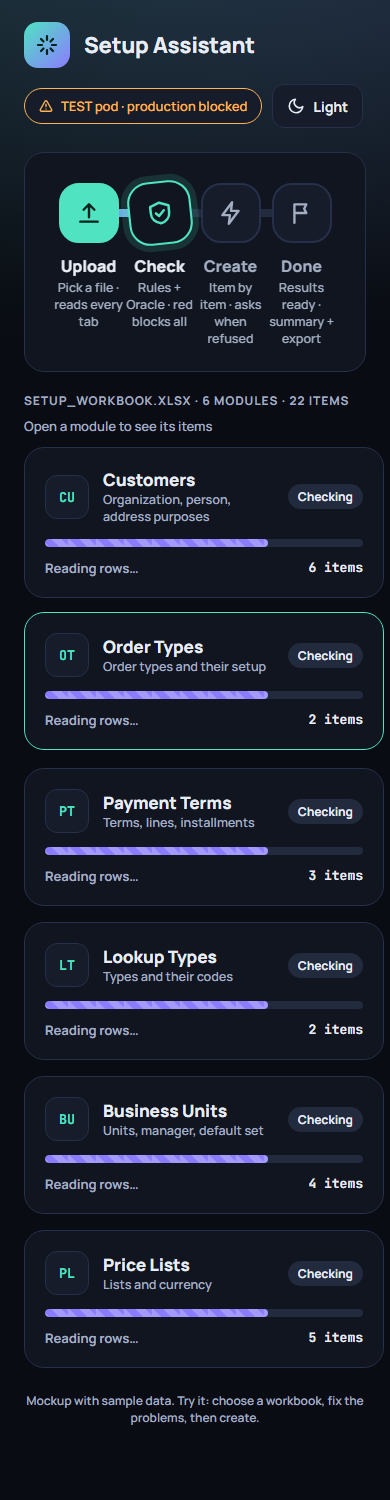 Setup Assistant
TEST pod · production blocked
Light
Upload
Pick a file ·
reads every
tab
Check
Rules +
Oracle · red
blocks all
Create
Item by
item · asks
when
refused
Done
Results
ready ·
summary +
export
SETUP_WORKBOOK.XLSX · 6 MODULES · 22 ITEMS
Open a module to see its items
CU
Customers
Organization, person,
address purposes
Checking
Reading rows…
6 items
OT
Order Types
Order types and their setup
Checking
Reading rows…
2 items
PT
Payment Terms
Terms, lines, installments
Checking
Reading rows…
3 items
LT
Lookup Types
Types and their codes
Checking
Reading rows…
2 items
BU
Business Units
Units, manager, default set
Checking
Reading rows…
4 items
PL
Price Lists
Lists and currency
Checking
Reading rows…
5 items
Mockup with sample data. Try it: choose a workbook, fix the
problems, then create.